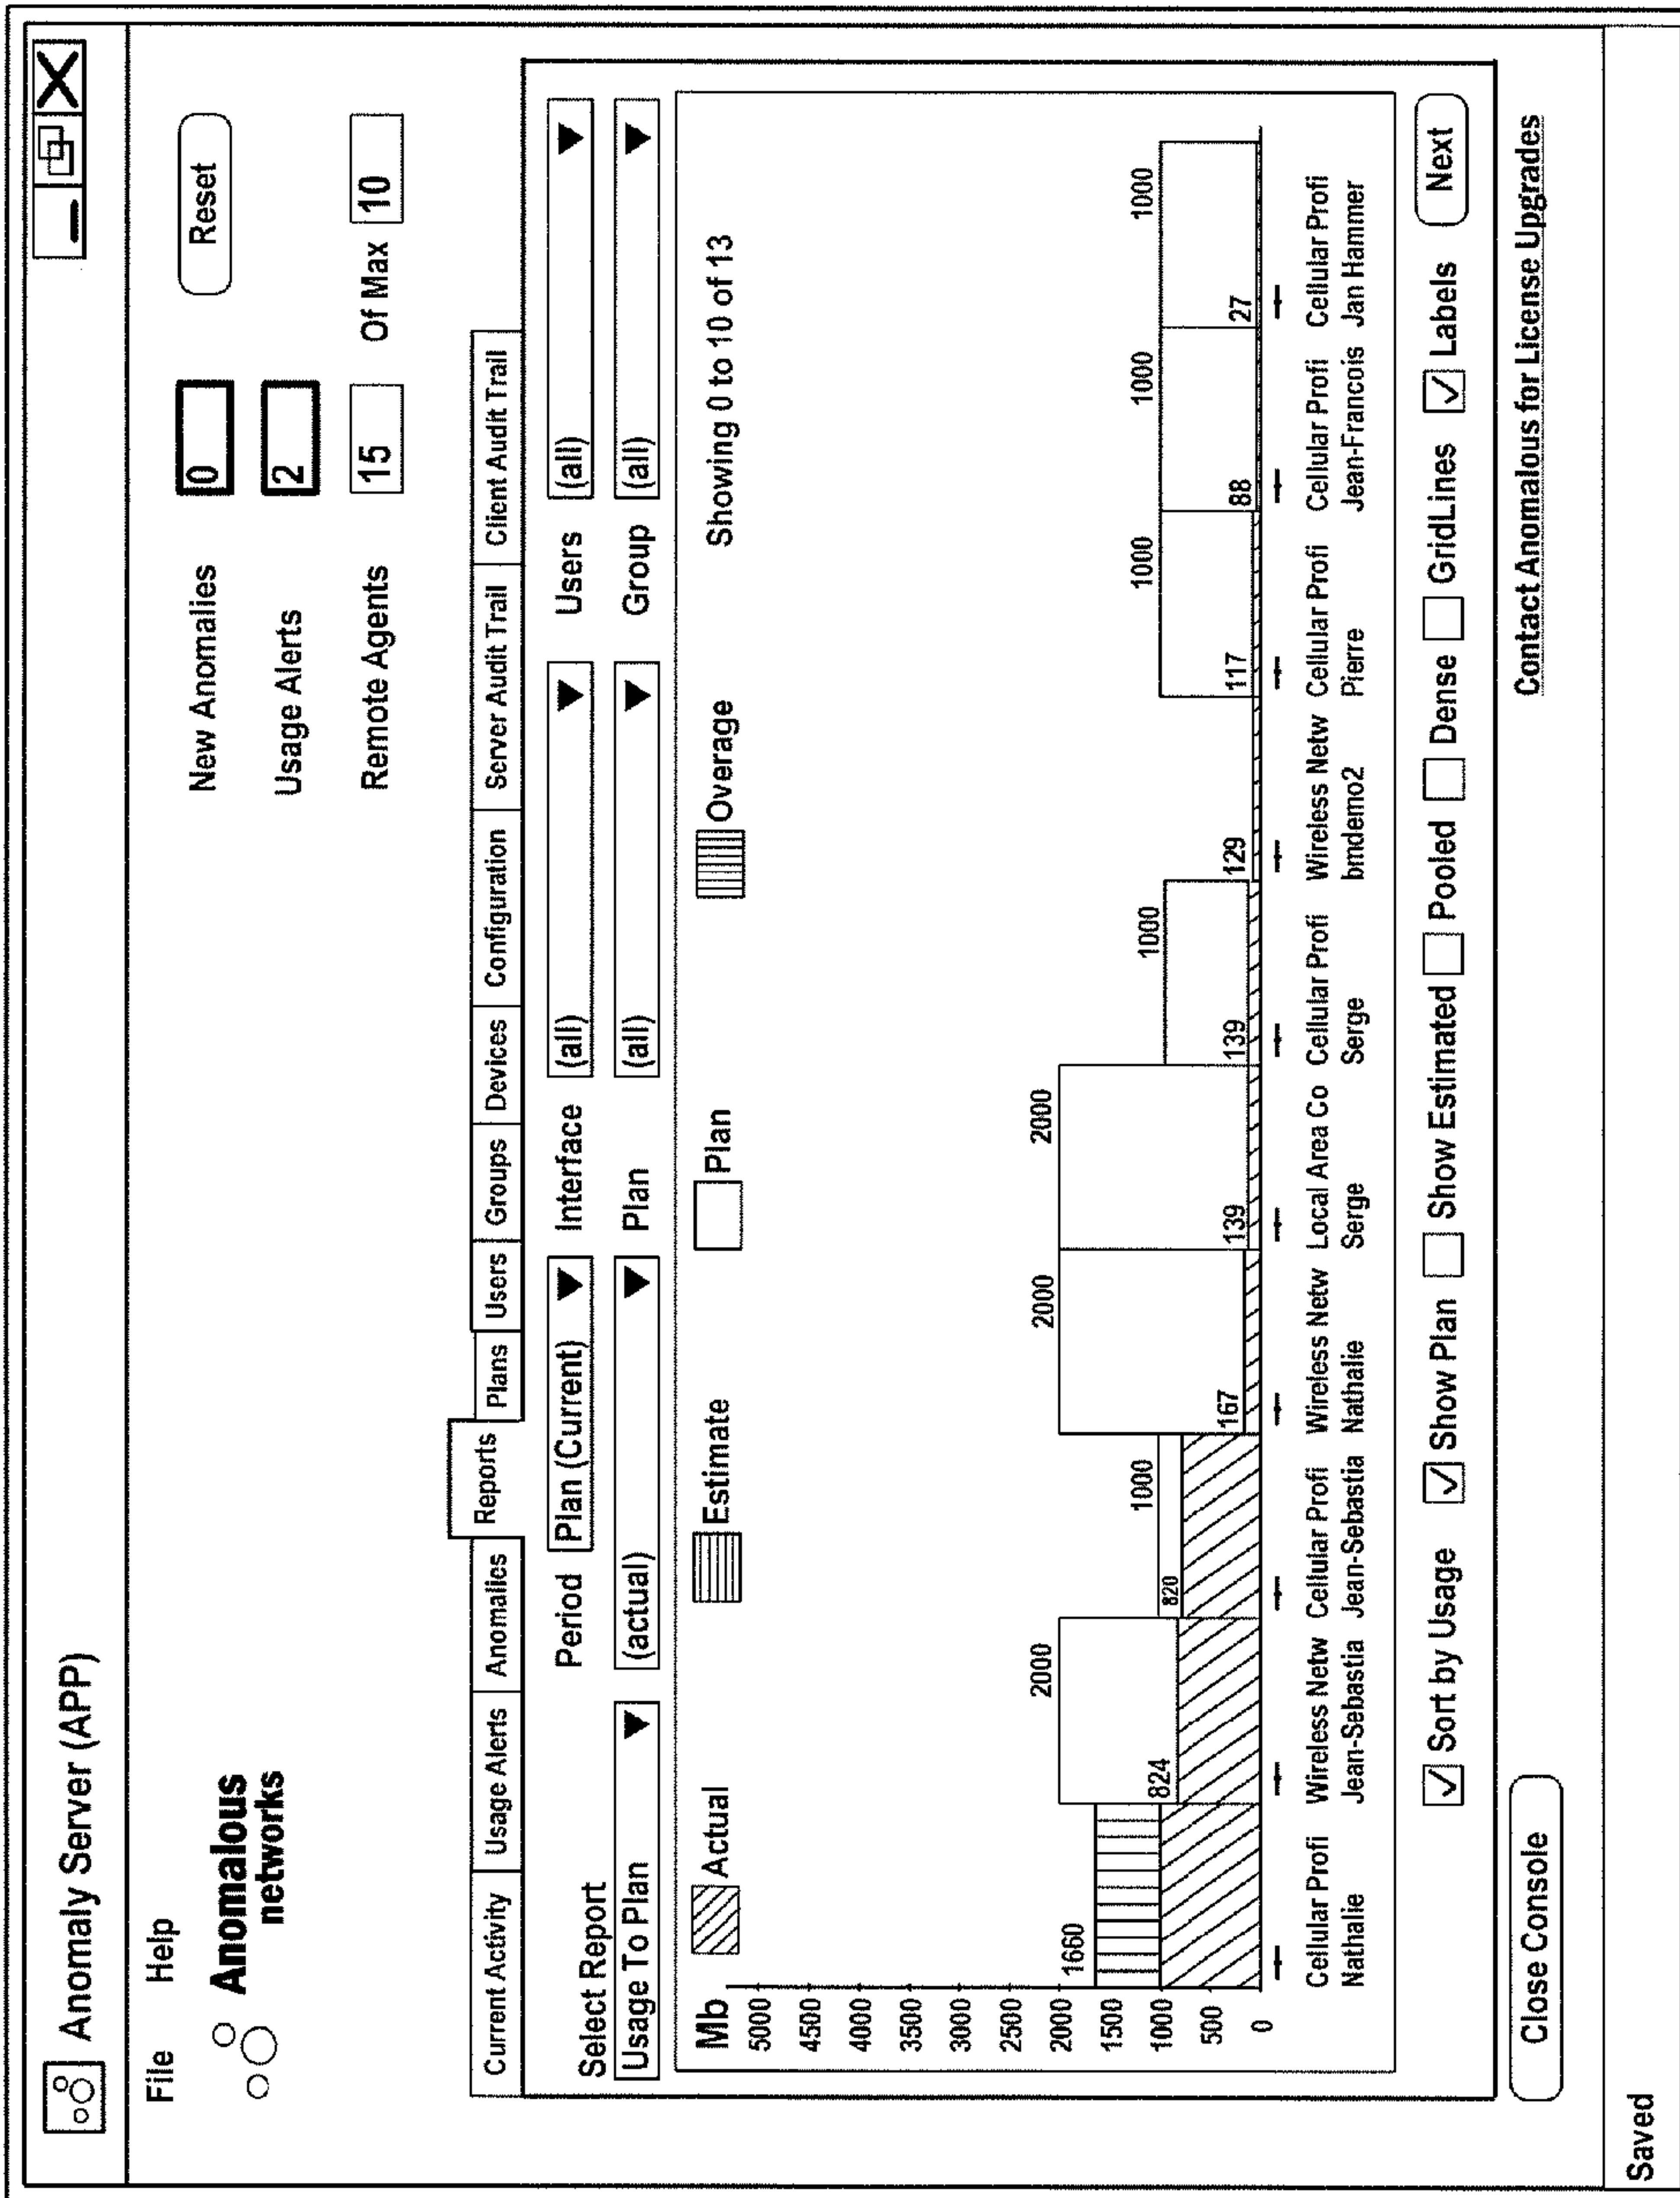 Anomaly Server (APP)
File Help
Anomalous
networks
New Anomalies 0 Reset
Usage Alerts 2
Remote Agents 15 Of Max 10
Current Activity Usage Alerts Anomalies Reports Plans Users Groups Devices Configuration Server Audit Trail Client Audit Trail
Select Report Period Plan (Current) Interface (all) Users (all)
Usage To Plan (actual) Plan (all) Group (all)
Mb Actual Estimate Plan Overage Showing 0 to 10 of 13
5000
4500
4000
3500
3000
2500
2000
1500
1000
500
0
1660
2000
824
1000
820
2000
167
2000
139
1000
139
129
1000
117
1000
88
1000
27
Cellular Profi Wireless Netw Cellular Profi Wireless Netw Local Area Co Cellular Profi Wireless Netw Cellular Profi Cellular Profi Cellular Profi
Nathalie Jean-Sebastia Jean-Sebastia Nathalie Serge Serge bmdemo2 Pierre Jean-Francois Jan Hammer
Sort by Usage Show Plan Show Estimated Pooled Dense GridLines Labels Next
Close Console Contact Anomalous for License Upgrades
Saved